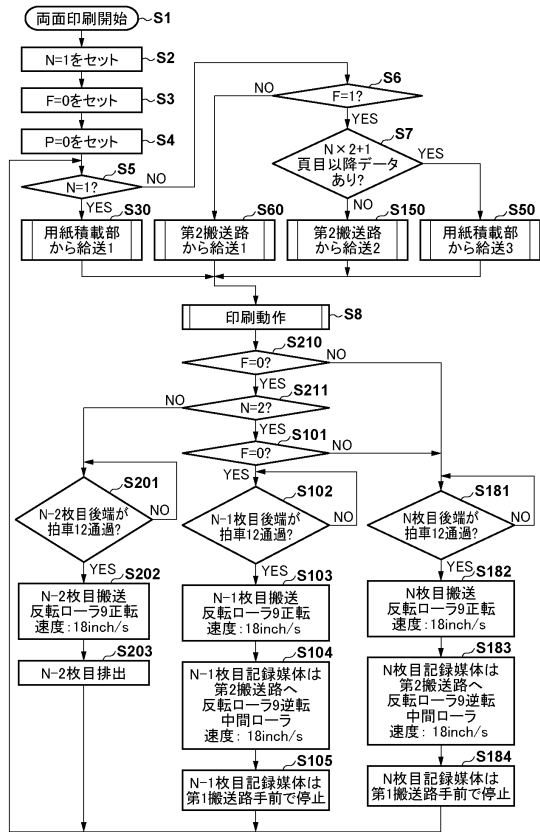 両面印刷開始
S1
N=1をセット
S2
F=0をセット
S3
P=0をセット
S4
N=1?
S5
NO
YES
F=1?
S6
NO
YES
N×2+1
頁目以降データ
あり?
S7
YES
NO
用紙積載部
から給送1
S30
第2搬送路
から給送1
S60
第2搬送路
から給送2
S150
用紙積載部
から給送3
S50
印刷動作
S8
F=0?
S210
NO
YES
N=2?
S211
NO
YES
F=0?
S101
NO
YES
N-2枚目後端が
拍車12通過?
S201
NO
YES
N-2枚目搬送
反転ローラ9正転
速度:18inch/s
S202
N-2枚目排出
S203
N-1枚目後端が
拍車12通過?
S102
NO
YES
N-1枚目搬送
反転ローラ9正転
速度:18inch/s
S103
N-1枚目記録媒体は
第2搬送路へ
反転ローラ9逆転
中間ローラ
速度: 18inch/s
S104
N-1枚目記録媒体は
第1搬送路手前で停止
S105
N枚目後端が
拍車12通過?
S181
NO
YES
N枚目搬送
反転ローラ9正転
速度:18inch/s
S182
N枚目記録媒体は
第2搬送路へ
反転ローラ9逆転
中間ローラ
速度: 18inch/s
S183
N枚目記録媒体は
第1搬送路手前で停止
S184